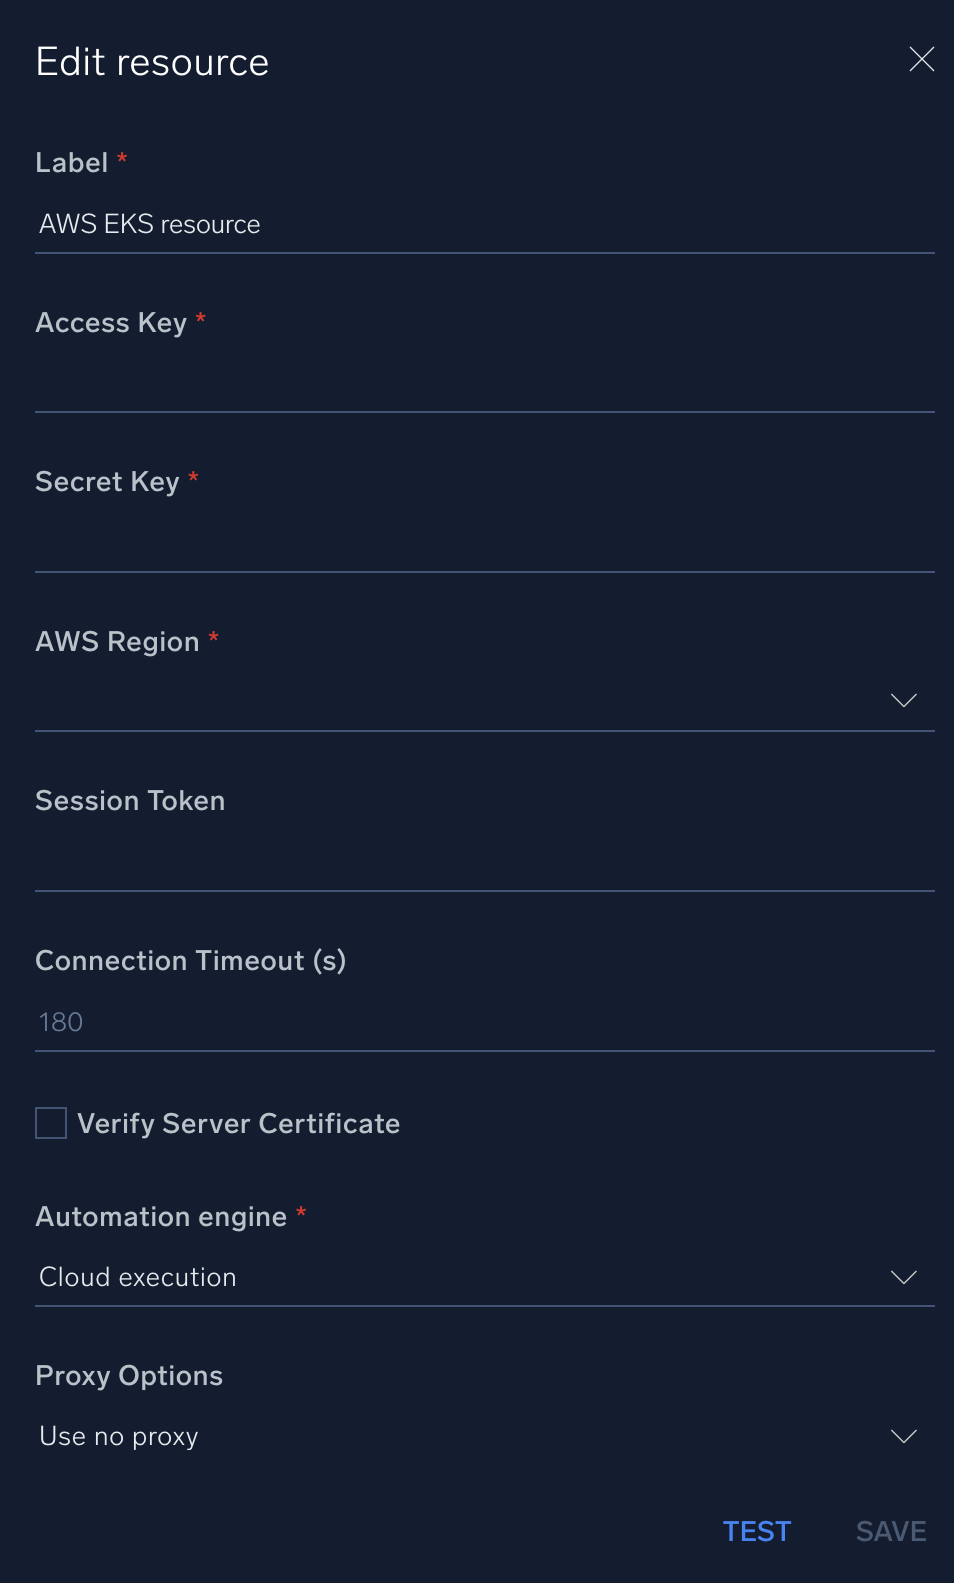 Edit resource
Label *
AWS EKS resource
Access Key *
Secret Key *
AWS Region *
Session Token
Connection Timeout (s)
180
Verify Server Certificate
Automation engine *
Cloud execution
Proxy Options
Use no proxy
TEST SAVE